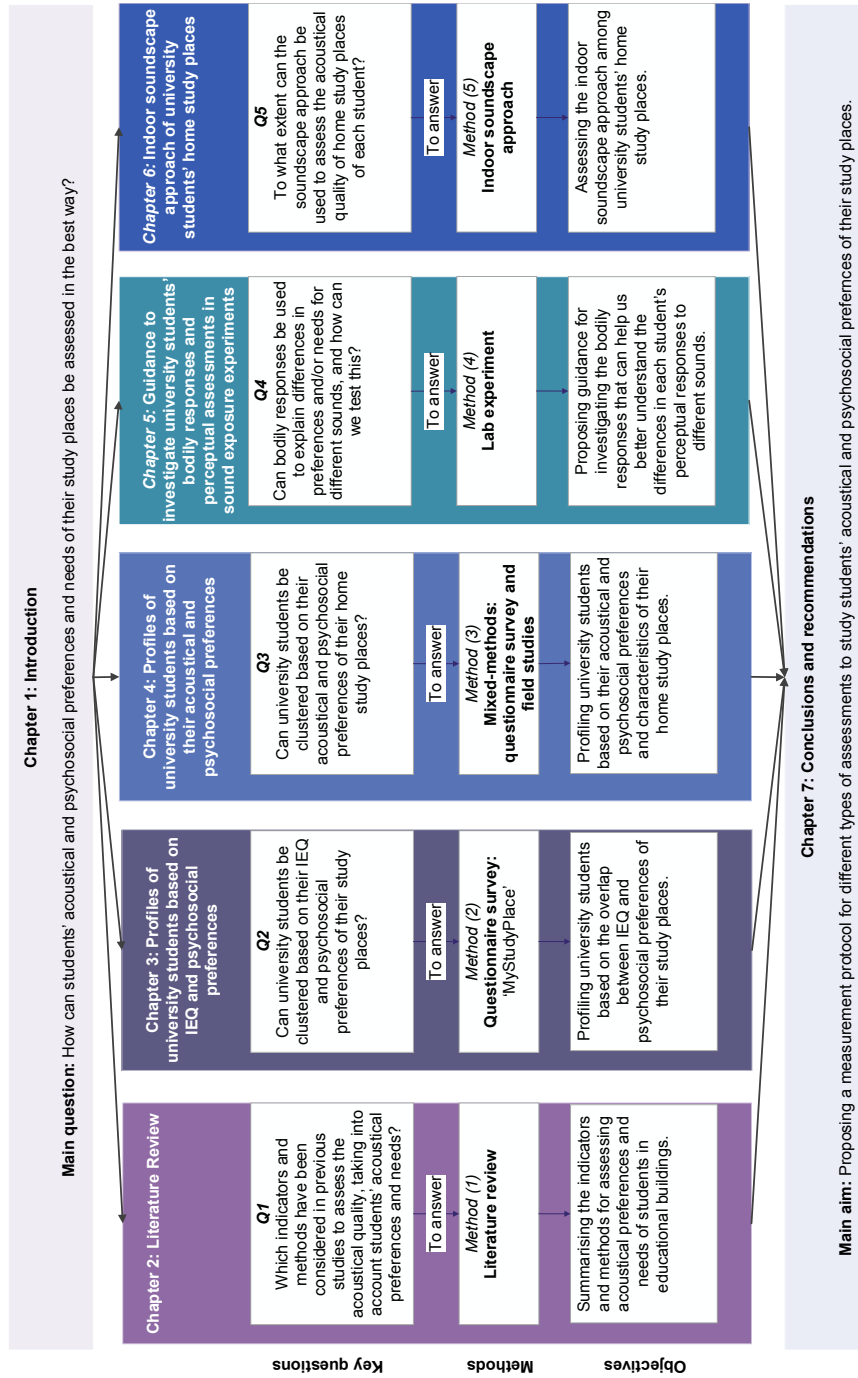 Chapter 1: Introduction
Main question: How can students' acoustical and psychosocial preferences and needs of their study places be assessed in the best way?
Key questions
Methods
Objectives
Chapter 2: Literature Review
Q1
Which indicators and
methods have been
considered in previous
studies to assess the
acoustical quality, taking into
account students' acoustical
preferences and needs?
To answer
Method (1)
Literature review
Summarising the indicators
and methods for assessing
acoustical preferences and
needs of students in
educational buildings.
Chapter 3: Profiles of
university students based on
IEQ and psychosocial
preferences
Q2
Can university students be
clustered based on their IEQ
and psychosocial
preferences of their study
places?
To answer
Method (2)
Questionnaire survey:
'MyStudyPlace'
Profiling university students
based on the overlap
between IEQ and
psychosocial preferences of
their study places.
Chapter 4: Profiles of
university students based on
their acoustical and
psychosocial preferences
Q3
Can university students be
clustered based on their
acoustical and psychosocial
preferences of their home
study places?
To answer
Method (3)
Mixed-methods:
questionnaire survey and
field studies
Profiling university students
based on their acoustical and
psychosocial preferences
and characteristics of their
home study places.
Chapter 5: Guidance to
investigate university students'
bodily responses and
perceptual assessments in
sound exposure experiments
Q4
Can bodily responses be used
to explain differences in
preferences and/or needs for
different sounds, and how can
we test this?
To answer
Method (4)
Lab experiment
Proposing guidance for
investigating the bodily
responses that can help us
better understand the
differences in each student's
perceptual responses to
different sounds.
Chapter 6: Indoor soundscape
approach of university
students' home study places
Q5
To what extent can the
soundscape approach be
used to assess the acoustical
quality of home study places
of each student?
To answer
Method (5)
Indoor soundscape
approach
Assessing the indoor
soundscape approach among
university students' home
study places.
Chapter 7: Conclusions and recommendations
Main aim: Proposing a measurement protocol for different types of assessments to study students' acoustical and psychosocial prefernces of their study places.